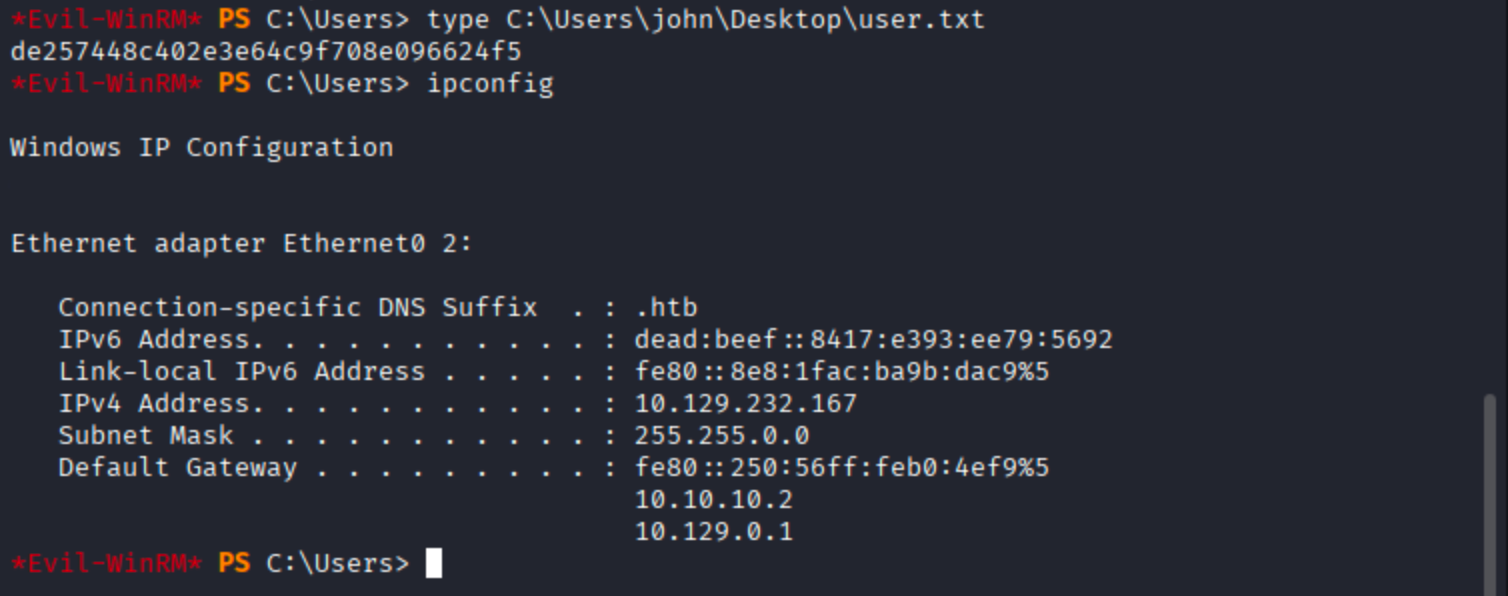 *Evil-WinRM* PS C:\Users> type C:\Users\john\Desktop\user.txt
de257448c402e3e64c9f708e096624f5
*Evil-WinRM* PS C:\Users> ipconfig
Windows IP Configuration
Ethernet adapter Ethernet0 2:
Connection-specific DNS Suffix  . : .htb
IPv6 Address. . . . . . . . . . . : dead:beef::8417:e393:ee79:5692
Link-local IPv6 Address . . . . . : fe80::8e8:1fac:ba9b:dac9%5
IPv4 Address. . . . . . . . . . . : 10.129.232.167
Subnet Mask . . . . . . . . . . . : 255.255.0.0
Default Gateway . . . . . . . . . : fe80::250:56ff:feb0:4ef9%5
10.10.10.2
10.129.0.1
*Evil-WinRM* PS C:\Users>